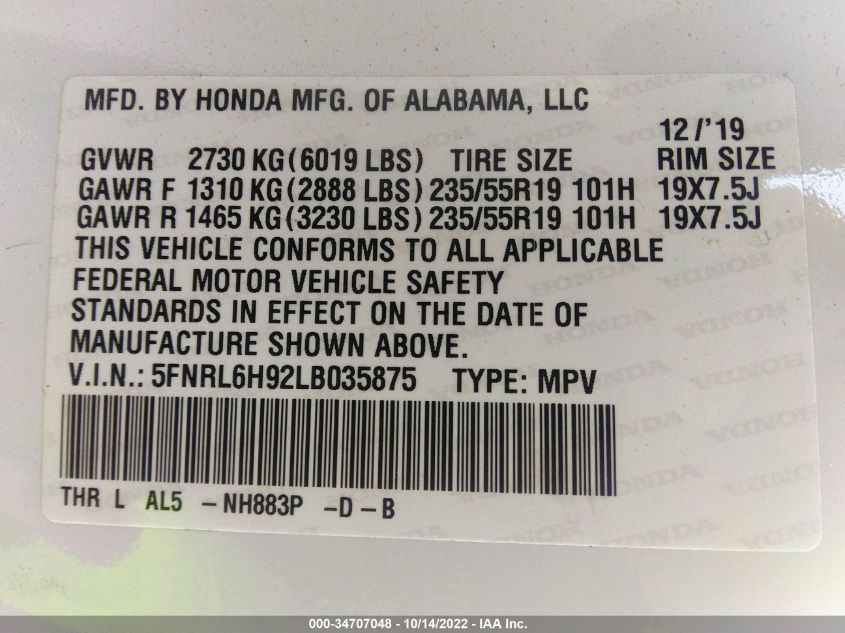 MFD. BY HONDA MFG. OF ALABAMA, LLC
12/'19
GVWR 2730 KG(6019 LBS) TIRE SIZE RIM SIZE
GAWR F 1310 KG(2888 LBS) 235/55R19 101H 19X7.5J
GAWR R 1465 KG(3230 LBS) 235/55R19 101H 19X7.5J
THIS VEHICLE CONFORMS TO ALL APPLICABLE
FEDERAL MOTOR VEHICLE SAFETY
STANDARDS IN EFFECT ON THE DATE OF
MANUFACTURE SHOWN ABOVE.
V.I.N.: 5FNRL6H92LB035875 TYPE: MPV
THR L AL5 - NH883P - D - B
000-34707048 - 10/14/2022 - IAA Inc.